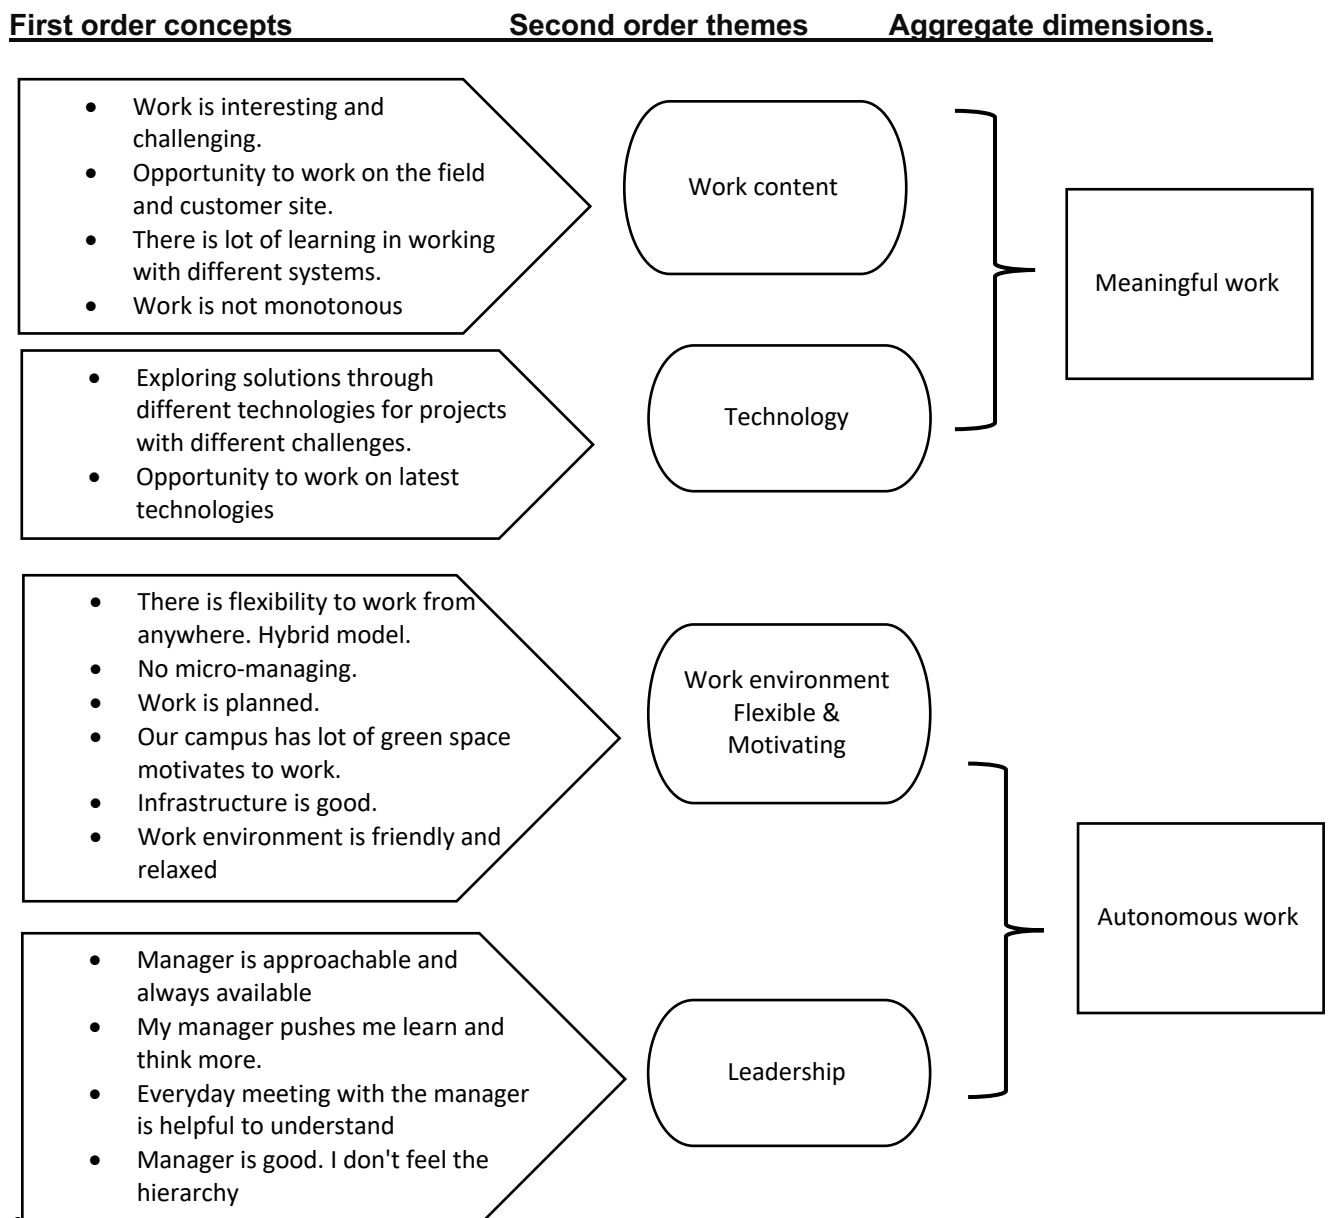 First order concepts Second order themes Aggregate dimensions.
• Work is interesting and
challenging.
• Opportunity to work on the field
and customer site.
• There is lot of learning in working
with different systems.
• Work is not monotonous
Work content
Meaningful work
• Exploring solutions through
different technologies for projects
with different challenges.
• Opportunity to work on latest
technologies
Technology
• There is flexibility to work from
anywhere. Hybrid model.
• No micro-managing.
• Work is planned.
• Our campus has lot of green space
motivates to work.
• Infrastructure is good.
• Work environment is friendly and
relaxed
Work environment
Flexible &
Motivating
Autonomous work
• Manager is approachable and
always available
• My manager pushes me learn and
think more.
• Everyday meeting with the manager
is helpful to understand
• Manager is good. I don't feel the
hierarchy
Leadership